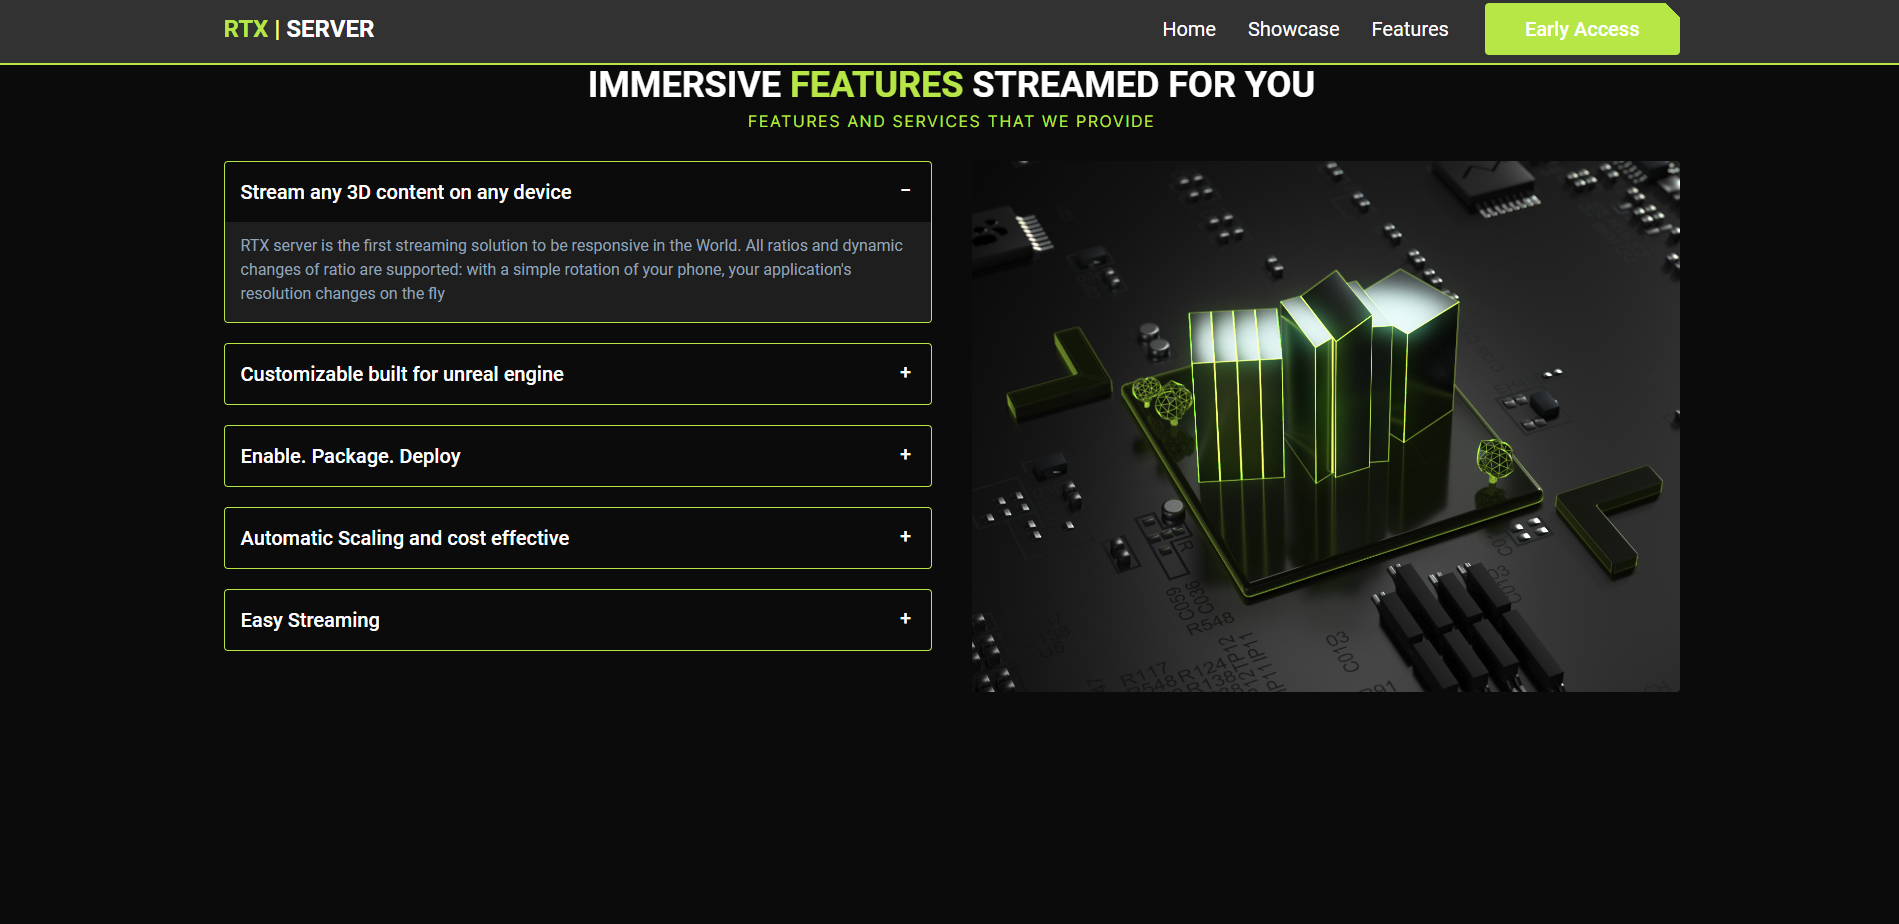 RTX | SERVER
Home
Showcase
Features
Early Access
IMMERSIVE FEATURES STREAMED FOR YOU
FEATURES AND SERVICES THAT WE PROVIDE
Stream any 3D content on any device
RTX server is the first streaming solution to be responsive in the World. All ratios and dynamic
changes of ratio are supported: with a simple rotation of your phone, your application's
resolution changes on the fly
Customizable built for unreal engine
Enable. Package. Deploy
Automatic Scaling and cost effective
Easy Streaming
C059
C036
R548
R117
R124
TP12
R548
R138
C103
C010